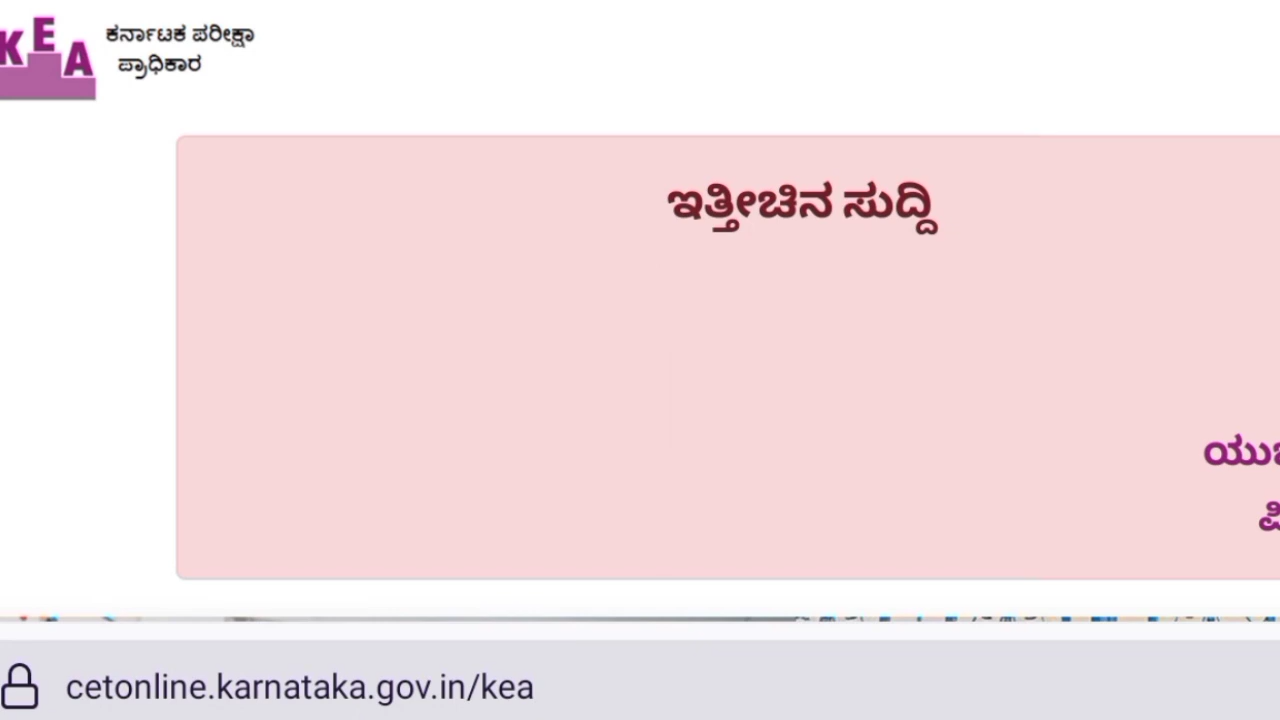 KEA
ಕರ್ನಾಟಕ ಪರೀಕ್ಷಾ
ಪ್ರಾಧಿಕಾರ
ಇತ್ತೀಚಿನ ಸುದ್ದಿ
cetonline.karnataka.gov.in/kea